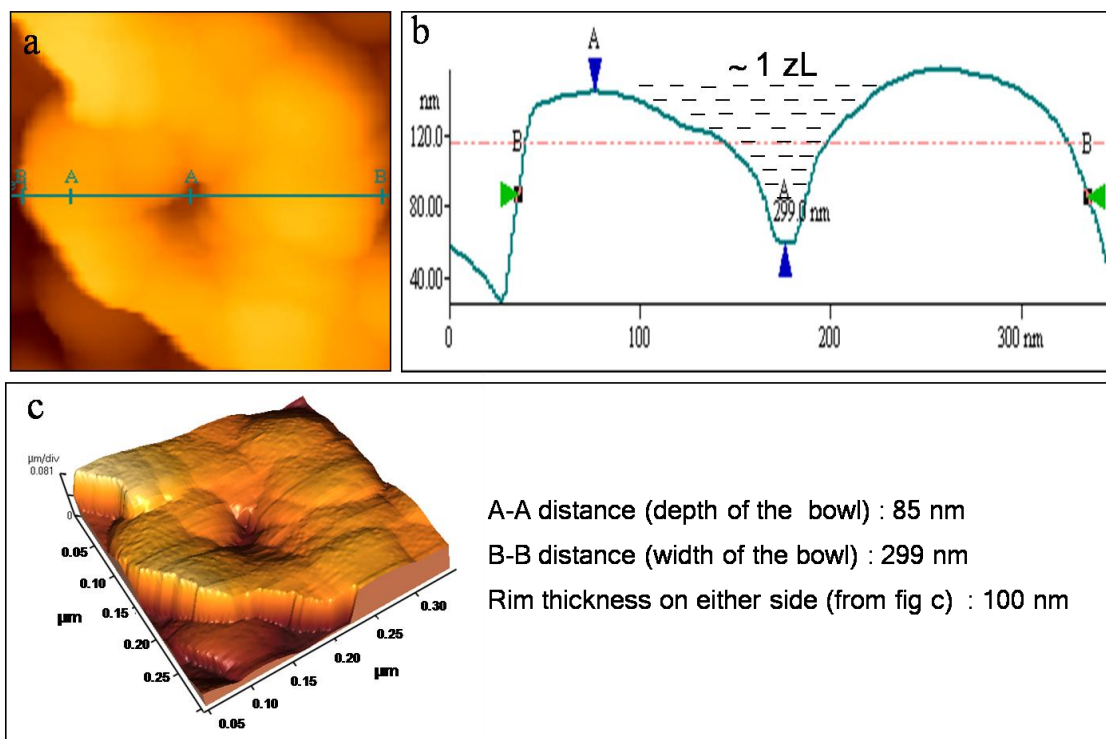 a
B A A B
b
A
~ 1 zL
nm
120.0
B B
A
80.00
299.0 nm
40.00
0 100 200 300 nm
c
µm/div
0.081
0
0.05
0.10
0.15
0.20
0.25
µm
0.30
0.25
0.20
0.15
0.10
0.05
µm
A-A distance (depth of the bowl) : 85 nm
B-B distance (width of the bowl) : 299 nm
Rim thickness on either side (from fig c) : 100 nm